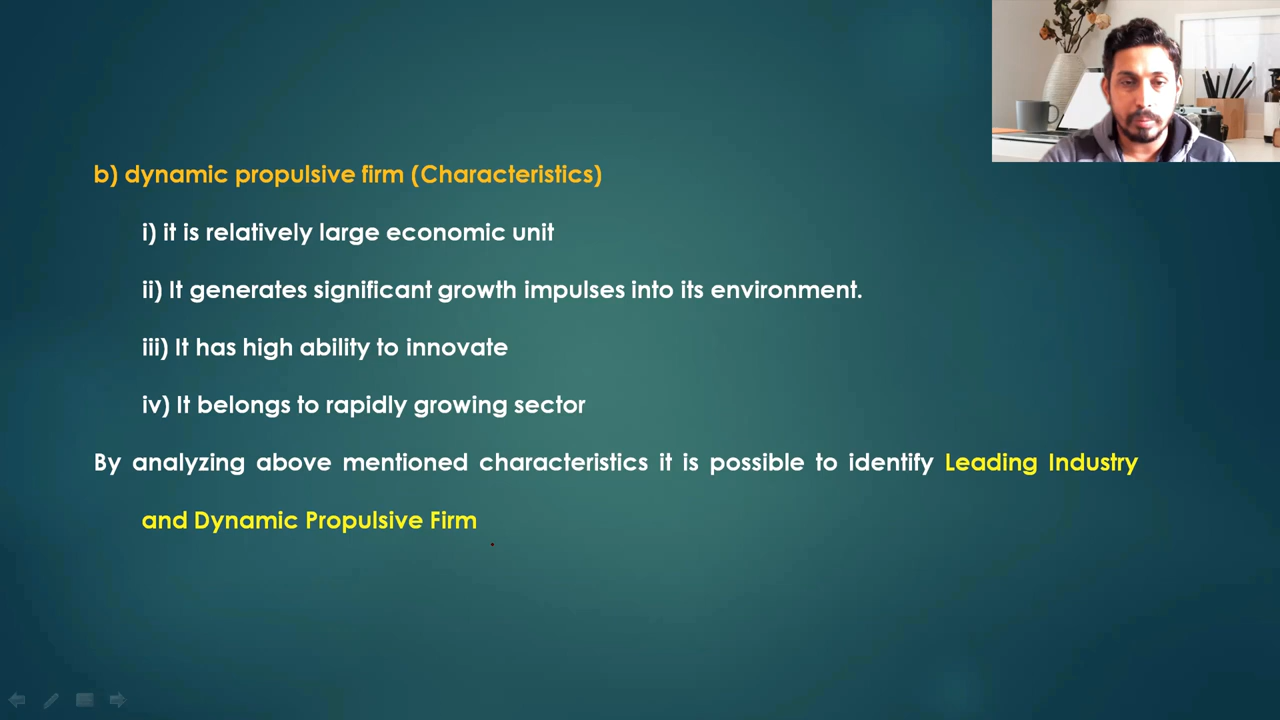 b) dynamic propulsive firm (Characteristics)
i) it is relatively large economic unit
ii) It generates significant growth impulses into its environment.
iii) It has high ability to innovate
iv) It belongs to rapidly growing sector
By analyzing above mentioned characteristics it is possible to identify Leading Industry
and Dynamic Propulsive Firm